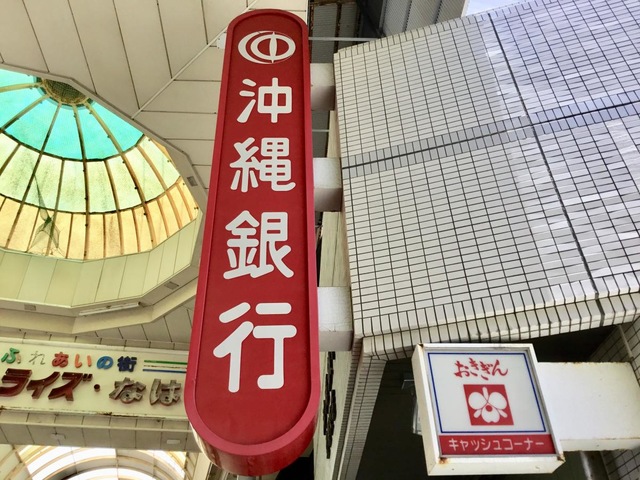 沖縄銀行
ふれあいの街
ライズ・なは
おきぎん
キャッシュコーナー